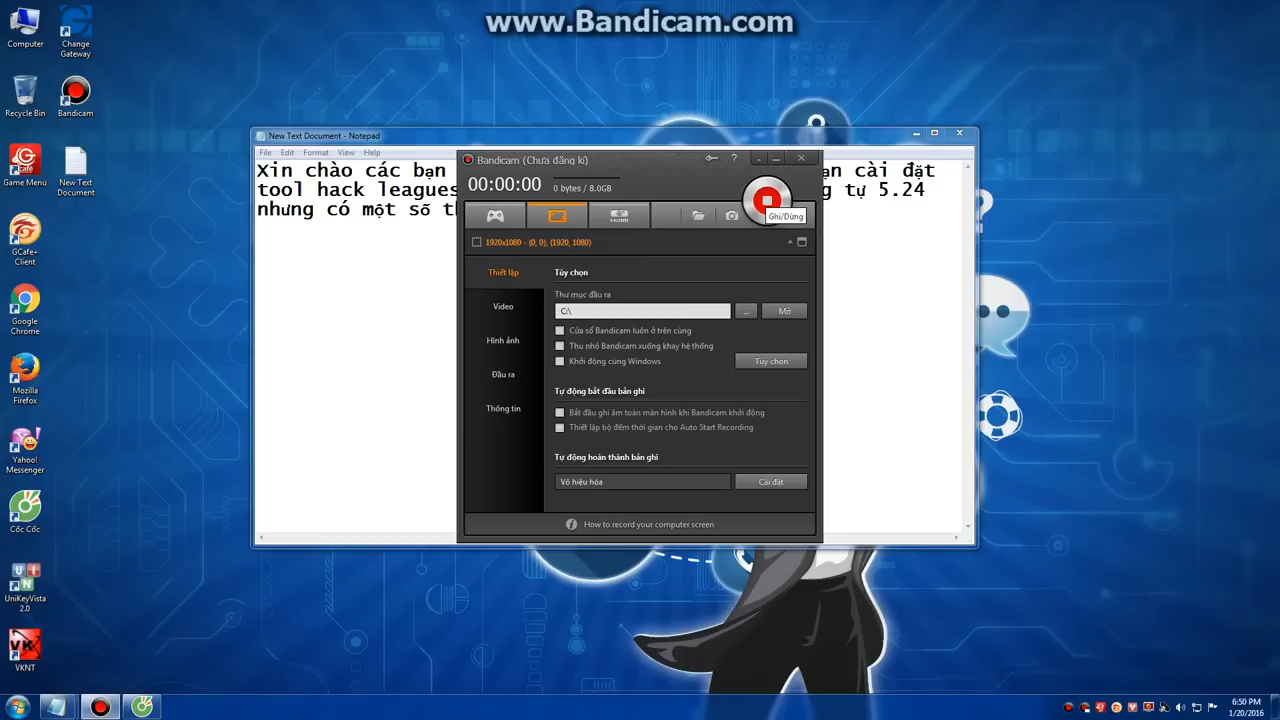 www.Bandicam.com
Computer
Change Gateway
Recycle Bin
Bandicam
Game Menu
New Text Document
GCafe+ Client
Google Chrome
Mozilla Firefox
Yahoo! Messenger
Cốc Cốc
UniKeyVista 2.0
VKNT
New Text Document - Notepad
File Edit Format View Help
Xin chào các bạn
ạn cài đặt
tool hack leagues
g tự 5.24
nhưng có một số th
Bandicam (Chưa đăng kí)
00:00:00
0 bytes / 8.0GB
Ghi/Dừng
1920x1080 - (0, 0), (1920, 1080)
Thiết lập
Video
Hình ảnh
Đầu ra
Thông tin
Tùy chọn
Thư mục đầu ra
C:\
...
Mở
Cửa sổ Bandicam luôn ở trên cùng
Thu nhỏ Bandicam xuống khay hệ thống
Khởi động cùng Windows
Tùy chọn
Tự động bắt đầu bản ghi
Bắt đầu ghi âm toàn màn hình khi Bandicam khởi động
Thiết lập bộ đếm thời gian cho Auto Start Recording
Tự động hoàn thành bản ghi
Vô hiệu hóa
Cài đặt
How to record your computer screen
6:50 PM
1/20/2016